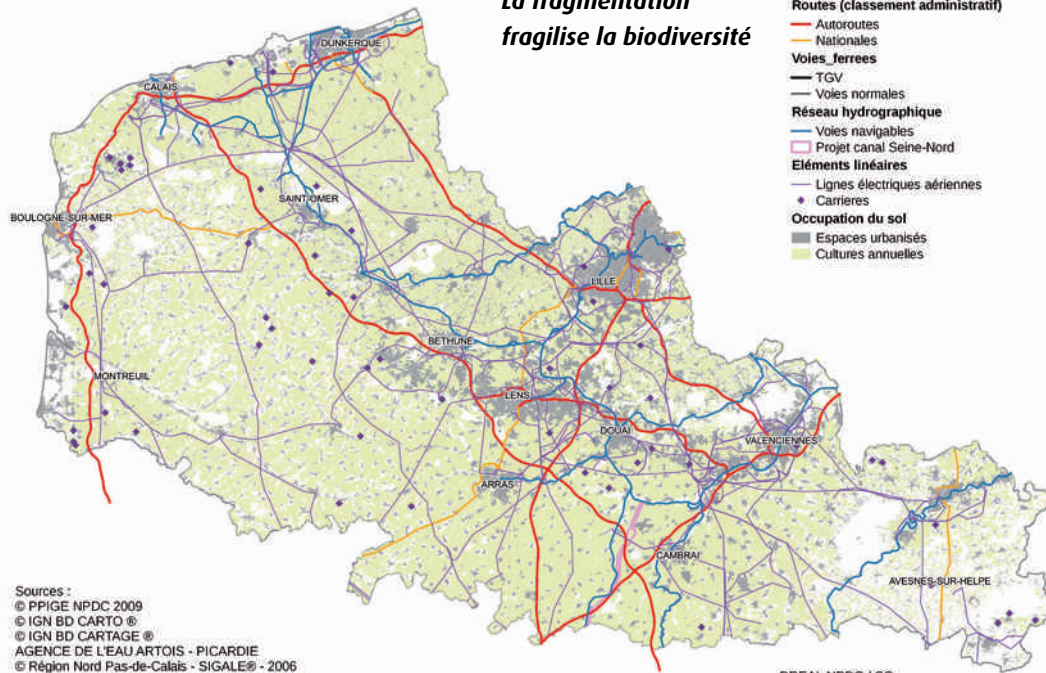 La fragmentation
fragilise la biodiversité
Routes (classement administratif)
Autoroutes
Nationales
Voies_ferrees
TGV
Voies normales
Réseau hydrographique
Voies navigables
Projet canal Seine-Nord
Eléments linéaires
Lignes électriques aériennes
Carrieres
Occupation du sol
Espaces urbanisés
Cultures annuelles
DUNKERQUE
CALAIS
SAINT-OMER
BOULOGNE-SUR-MER
LILLE
BETHUNE
MONTREUIL
LENS
DOUAI
VALENCIENNES
ARRAS
CAMBRAI
AVESNES-SUR-HELPE
Sources :
© PPIGE NPDC 2009
© IGN BD CARTO ®
© IGN BD CARTAGE ®
AGENCE DE L'EAU ARTOIS - PICARDIE
© Région Nord Pas-de-Calais - SIGALE® - 2006